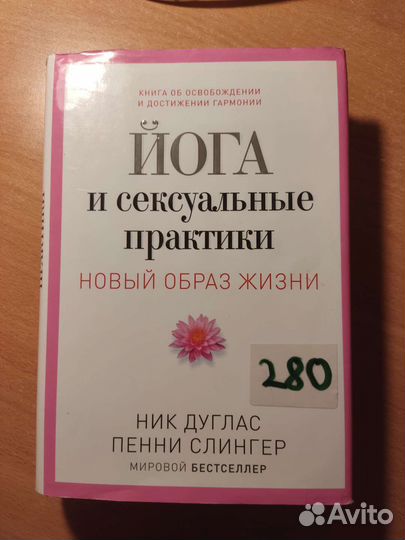 КНИГА ОБ ОСВОБОЖДЕНИИ
И ДОСТИЖЕНИИ ГАРМОНИИ
ЙОГА
и сексуальные
практики
НОВЫЙ ОБРАЗ ЖИЗНИ
280
НИК ДУГЛАС
ПЕННИ СЛИНГЕР
МИРОВОЙ БЕСТСЕЛЛЕР
Avito